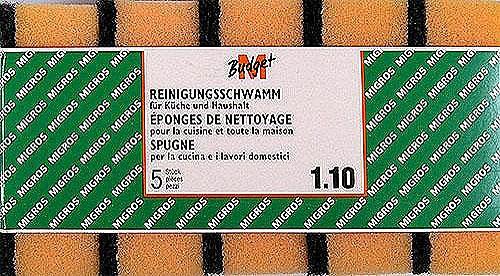 M Budget
REINIGUNGSSCHWAMM
für Küche und Haushalt
ÉPONGES DE NETTOYAGE
pour la cuisine et toute la maison
SPUGNE
per la cucina e i lavori domestici
5 Stück
pièces
pezzi
1.10
MIGROS